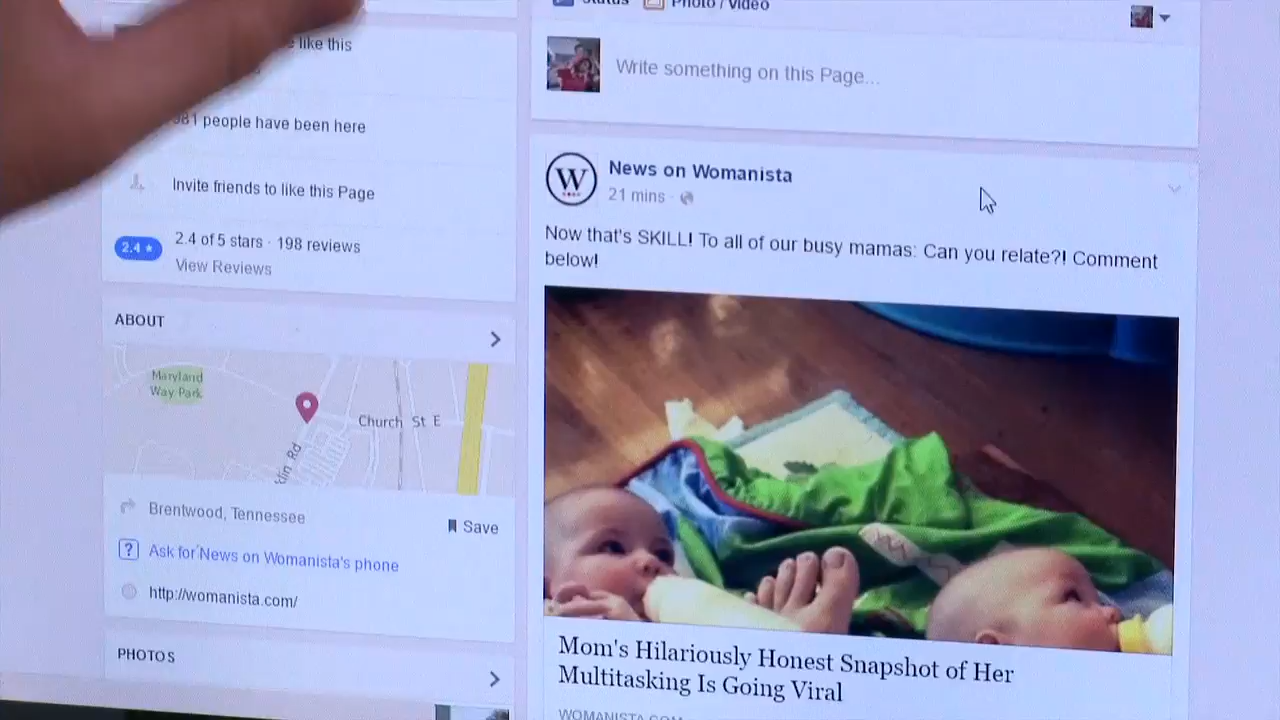 like this
people have been here
Invite friends to like this Page
2.4 ★
2.4 of 5 stars · 198 reviews
View Reviews
ABOUT
Maryland
Way Park
Church St E
Rd
Brentwood, Tennessee
Save
? Ask for News on Womanista's phone
http://womanista.com/
PHOTOS
Status Photo / Video
Write something on this Page...
W
News on Womanista
21 mins ·
Now that's SKILL! To all of our busy mamas: Can you relate?! Comment
below!
Mom's Hilariously Honest Snapshot of Her
Multitasking Is Going Viral
WOMANISTA.COM